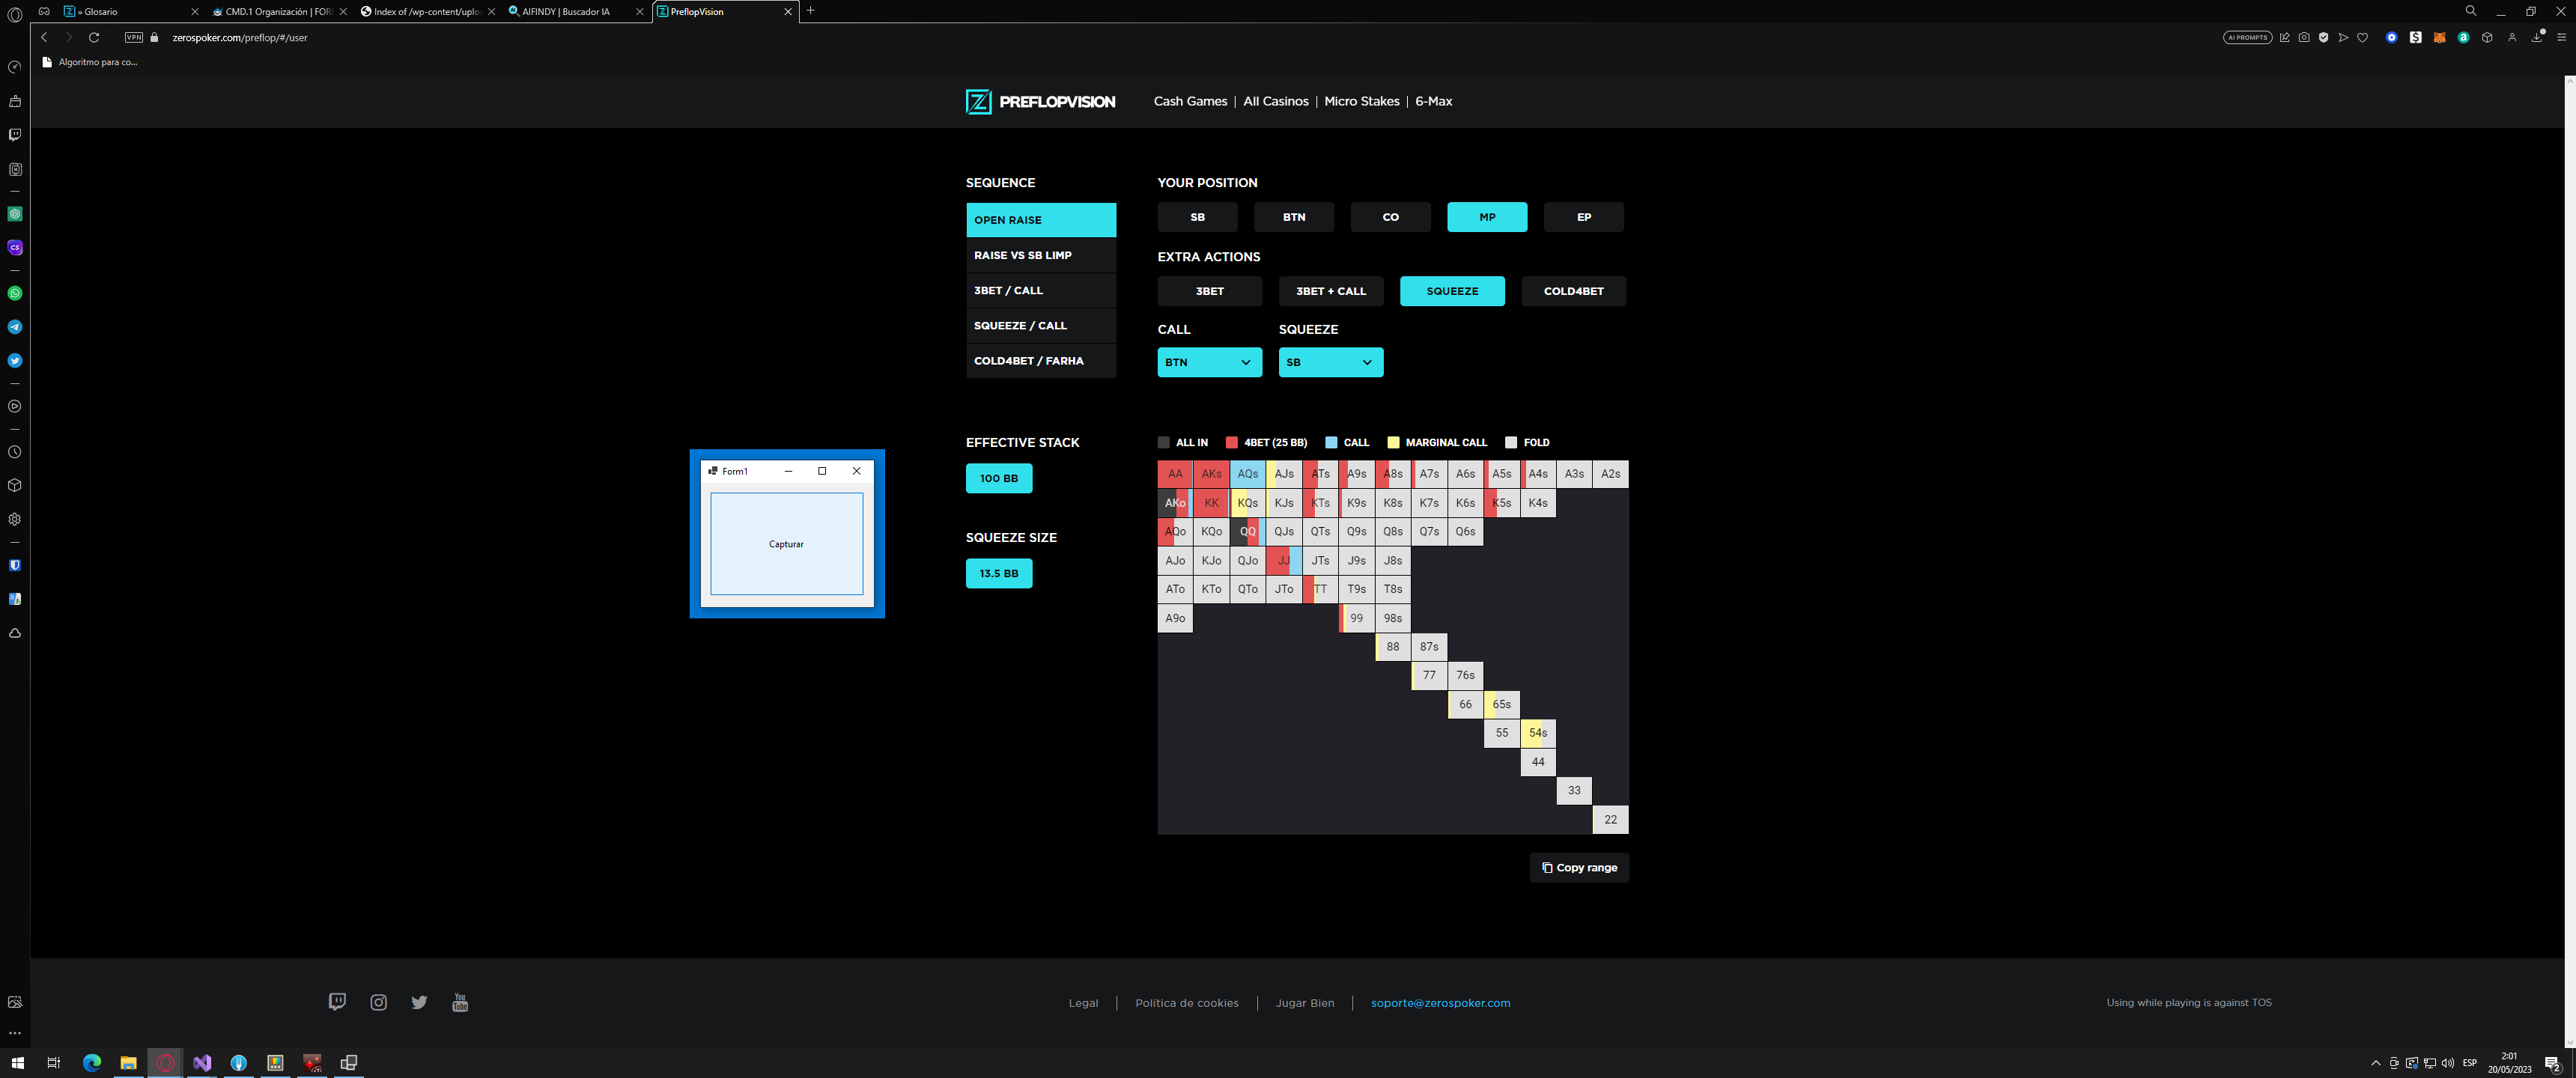 » Glosario
CMD.1 Organización | FOR
Index of /wp-content/uplo
AIFINDY | Buscador IA
PreflopVision
VPN
zerospoker.com/preflop/#/user
AI PROMPTS
Algoritmo para co...
PREFLOPVISION
Cash Games | All Casinos | Micro Stakes | 6-Max
SEQUENCE
OPEN RAISE
RAISE VS SB LIMP
3BET / CALL
SQUEEZE / CALL
COLD4BET / FARHA
YOUR POSITION
SB BTN CO MP EP
EXTRA ACTIONS
3BET 3BET + CALL SQUEEZE COLD4BET
CALL SQUEEZE
BTN SB
EFFECTIVE STACK
100 BB
SQUEEZE SIZE
13.5 BB
Form1
Capturar
ALL IN 4BET (25 BB) CALL MARGINAL CALL FOLD
AA AKs AQs AJs ATs A9s A8s A7s A6s A5s A4s A3s A2s
AKo KK KQs KJs KTs K9s K8s K7s K6s K5s K4s
AQo KQo QQ QJs QTs Q9s Q8s Q7s Q6s
AJo KJo QJo JJ JTs J9s J8s
ATo KTo QTo JTo TT T9s T8s
A9o 99 98s
88 87s
77 76s
66 65s
55 54s
44
33
22
Copy range
You Tube
Legal | Política de cookies | Jugar Bien | soporte@zerospoker.com
Using while playing is against TOS
ESP
2:01
20/05/2023
2